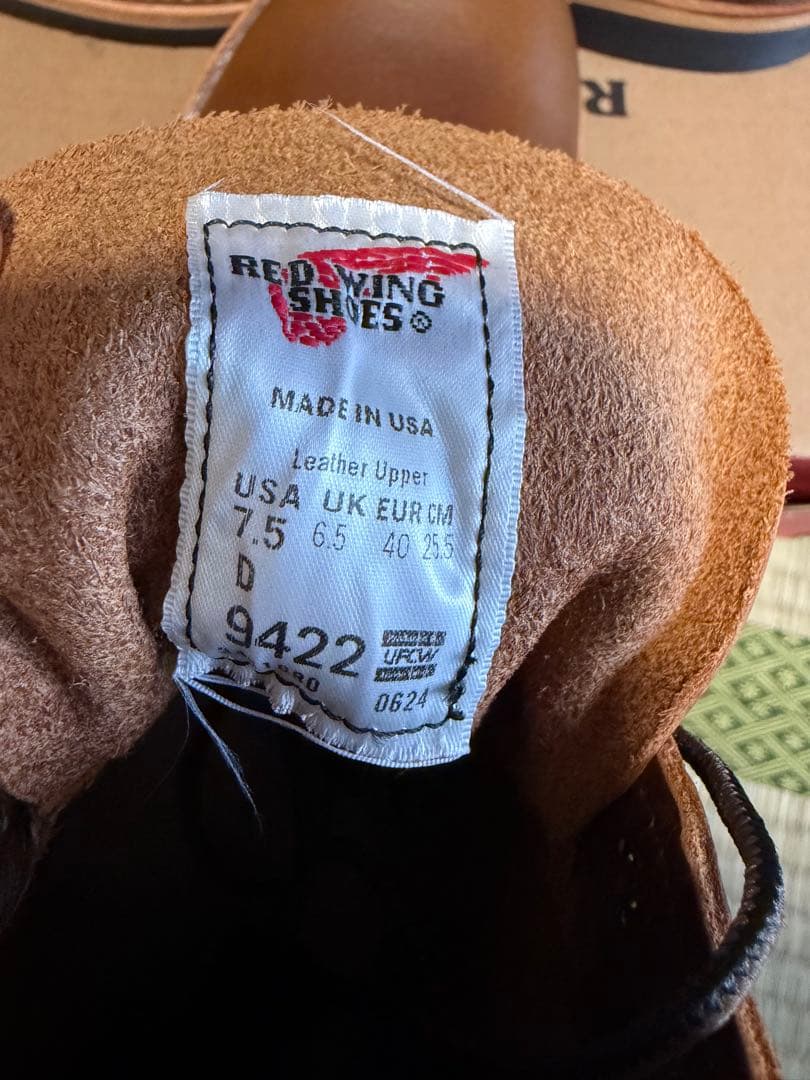 R
RED WING
SHOES®
MADE IN USA
Leather Upper
USA UK EUR CM
7.5 6.5 40 25.5
D
9422
UFCW
0624